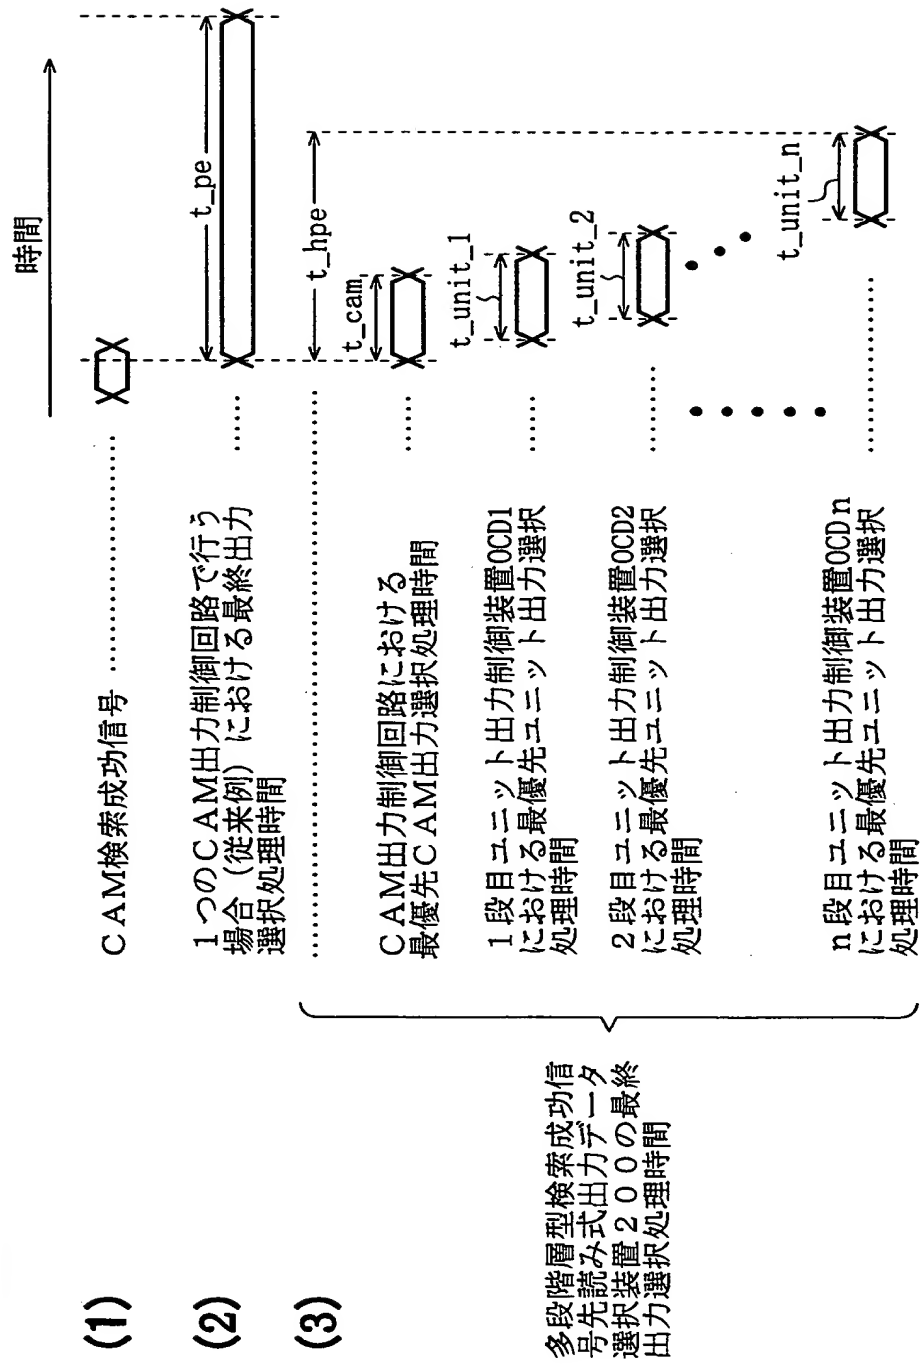 時間
(1)
CAM検索成功信号
(2)
1つのCAM出力制御回路で行う
場合（従来例）における最終出力
選択処理時間
t_pe
(3)
t_hpe
多段階層型検索成功信
号先読み式出力データ
選択装置200の最終
出力選択処理時間
CAM出力制御回路における
最優先CAM出力選択処理時間
t_cam
1段目ユニット出力制御装置OCD1
における最優先ユニット出力選択
処理時間
t_unit_1
2段目ユニット出力制御装置OCD2
における最優先ユニット出力選択
処理時間
t_unit_2
n段目ユニット出力制御装置OCDn
における最優先ユニット出力選択
処理時間
t_unit_n